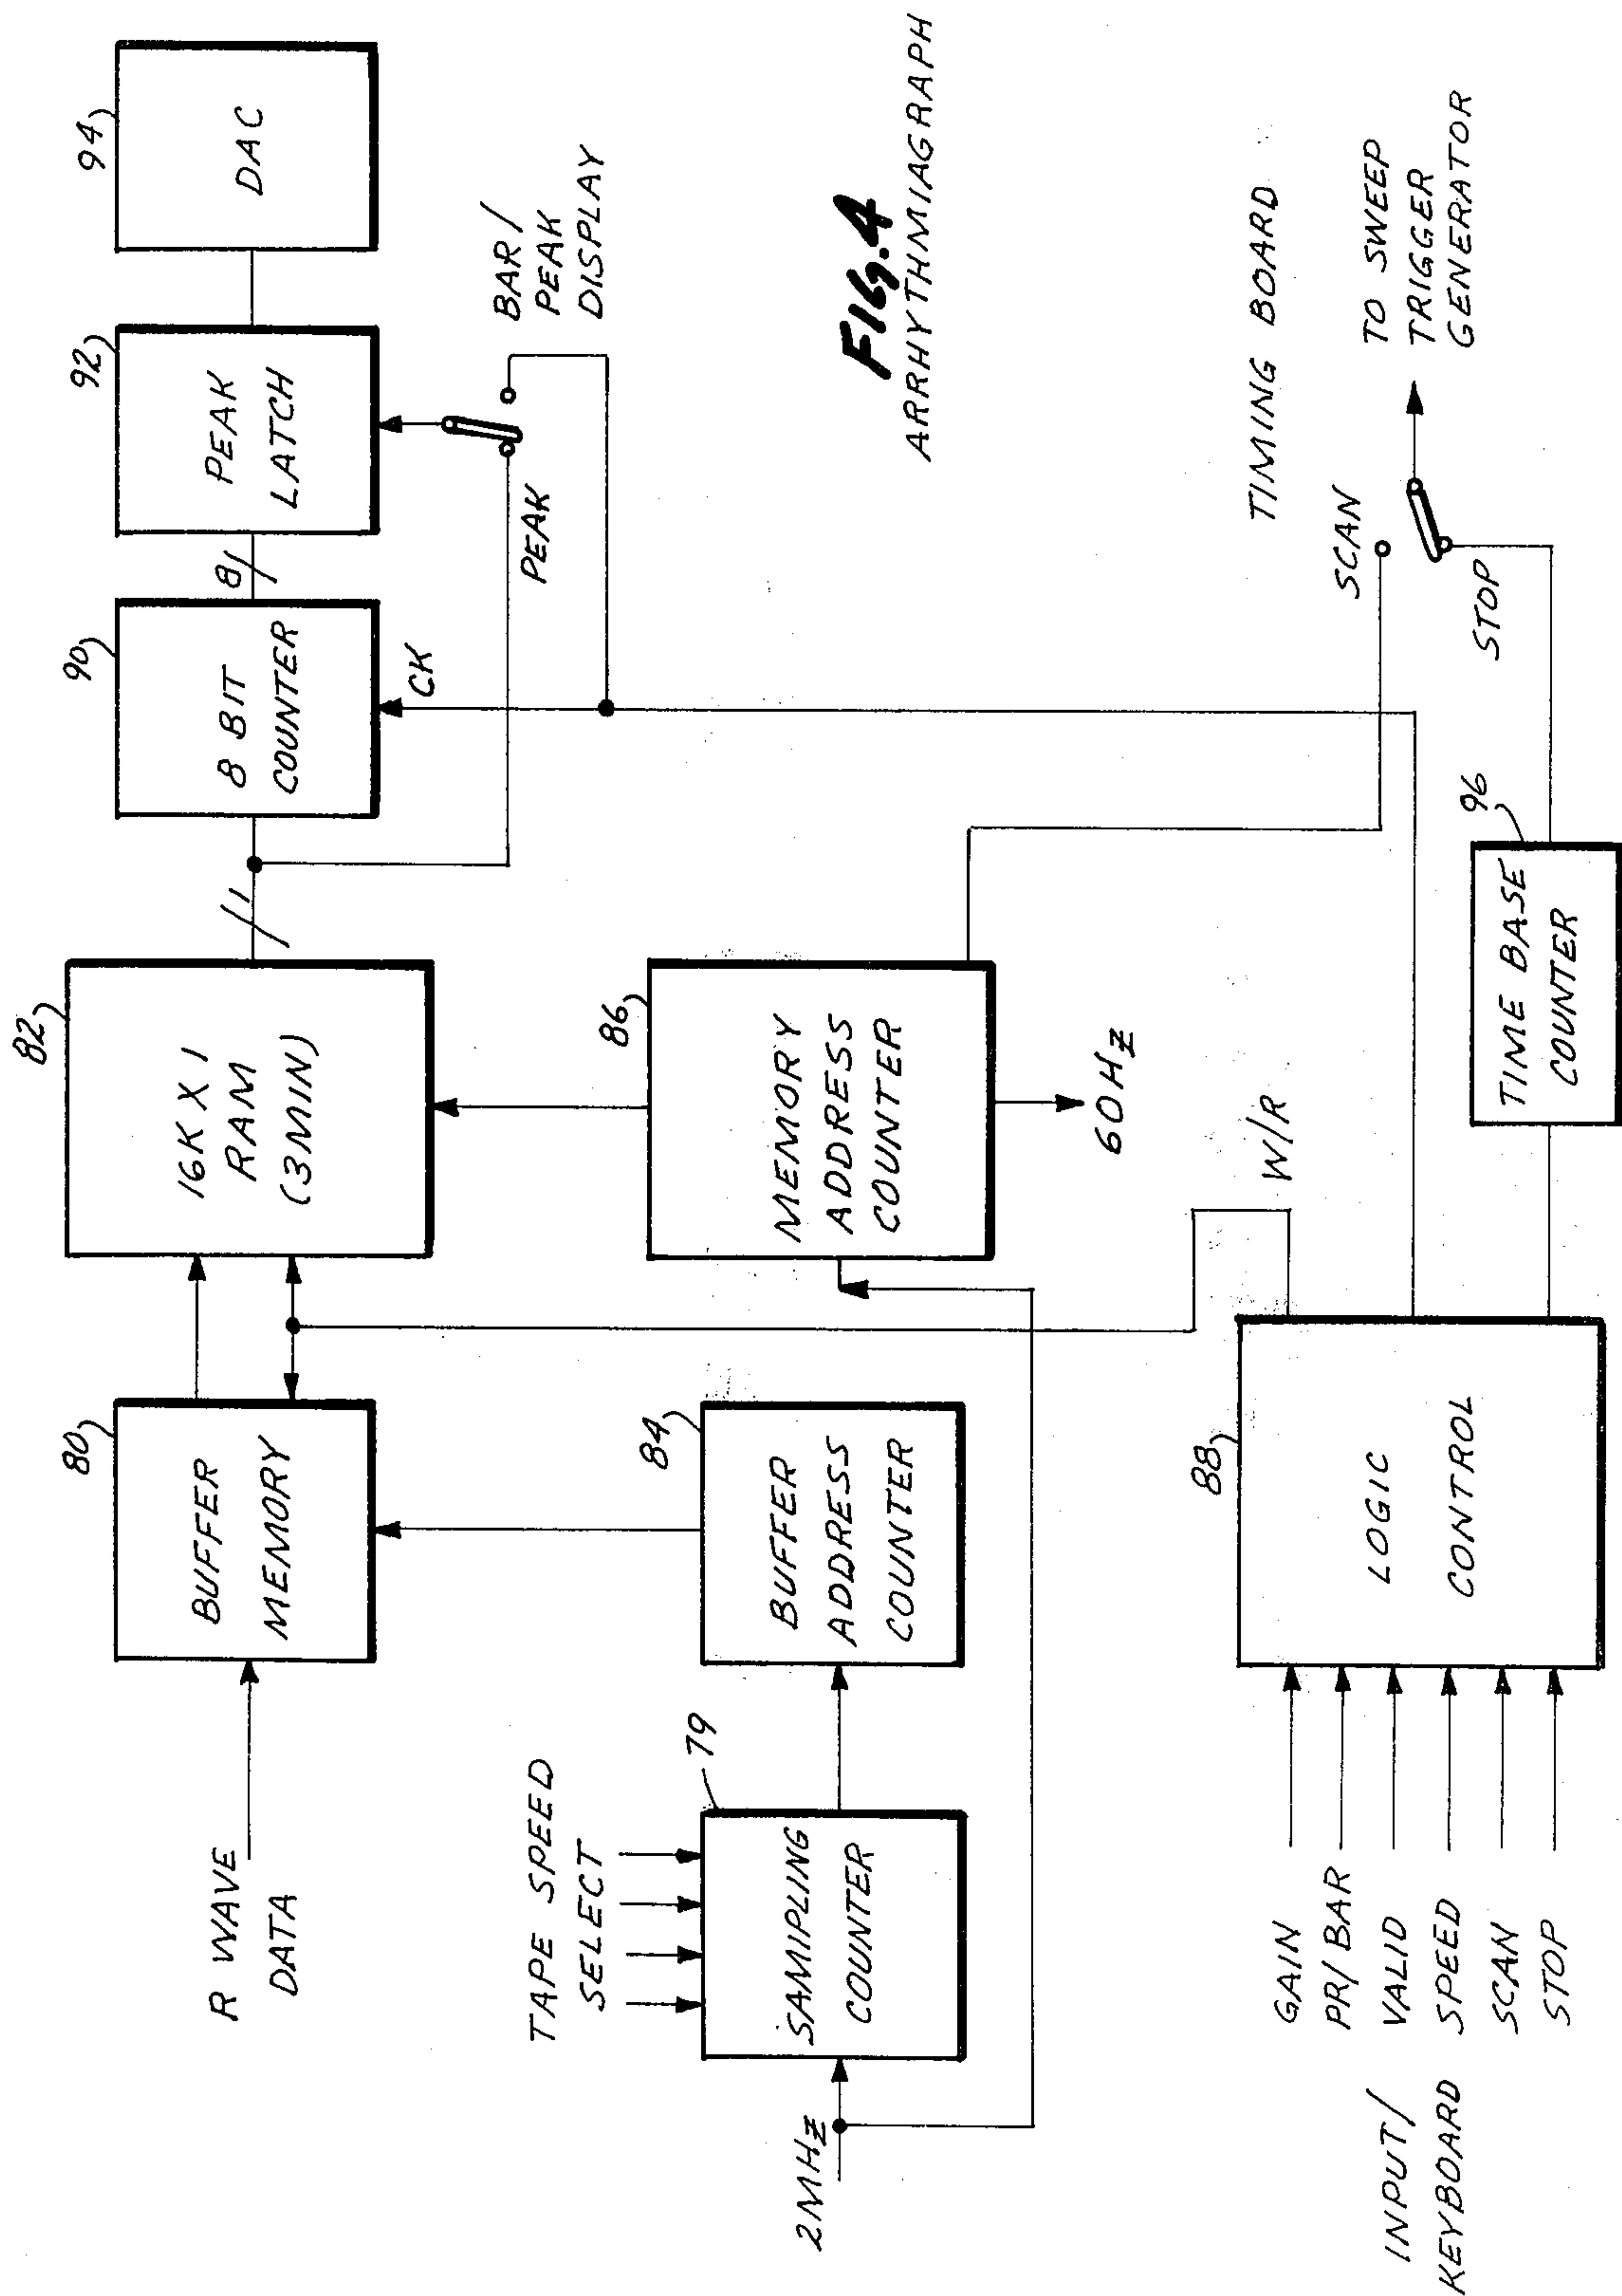 82
90
92
94
80
16K X 1
RAM
(3MIN)
8 BIT
COUNTER
PEAK
LATCH
DAC
BUFFER
MEMORY
1
8
R WAVE
DATA
CK
PEAK
BAR/
PEAK
DISPLAY
TAPE SPEED
SELECT
79
84
86
SAMIPLING
COUNTER
BUFFER
ADDRESS
COUNTER
MEMORY
ADDRESS
COUNTER
2MHZ
60HZ
FIG. 4
ARRHYTHMIAGRAPH
88
W/R
TIMING BOARD
SCAN
STOP
TO SWEEP
TRIGGER
GENERATOR
LOGIC
CONTROL
96
TIME BASE
COUNTER
INPUT/
KEYBOARD
GAIN
PR/BAR
VALID
SPEED
SCAN
STOP